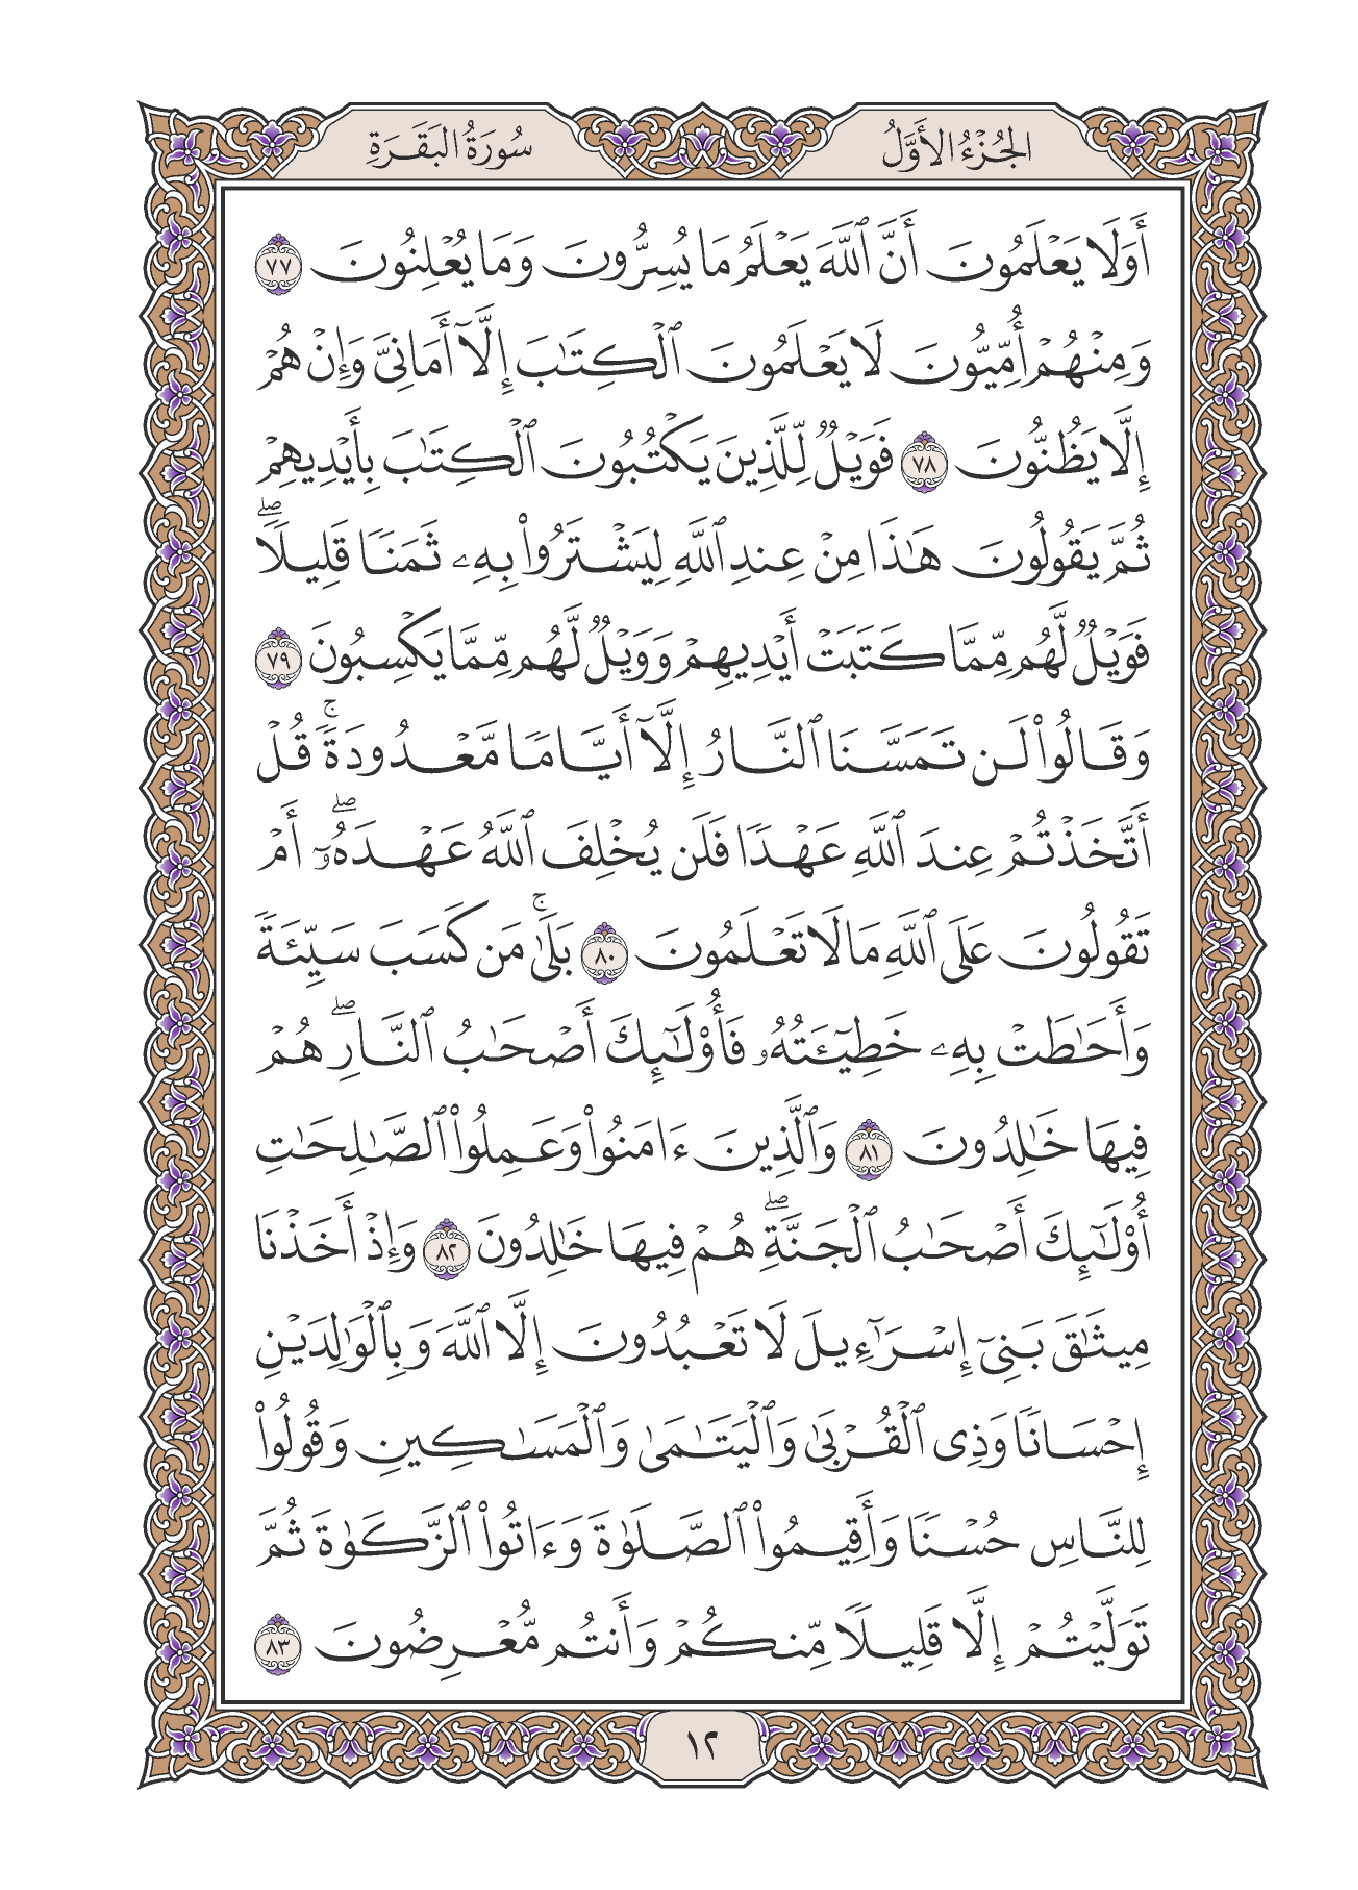 الجُزْءُ الأَوَّلُ
سُورَةُ البَقَرَةِ
أَوَلَا يَعْلَمُونَ أَنَّ ٱللَّهَ يَعْلَمُ مَا يُسِرُّونَ وَمَا يُعْلِنُونَ ٧٧
وَمِنْهُمْ أُمِّيُّونَ لَا يَعْلَمُونَ ٱلْكِتَٰبَ إِلَّآ أَمَانِىَّ وَإِنْ هُمْ
إِلَّا يَظُنُّونَ ٧٨ فَوَيْلٌ لِّلَّذِينَ يَكْتُبُونَ ٱلْكِتَٰبَ بِأَيْدِيهِمْ
ثُمَّ يَقُولُونَ هَٰذَا مِنْ عِندِ ٱللَّهِ لِيَشْتَرُوا۟ بِهِۦ ثَمَنًا قَلِيلًا ۖ
فَوَيْلٌ لَّهُم مِّمَّا كَتَبَتْ أَيْدِيهِمْ وَوَيْلٌ لَّهُم مِّمَّا يَكْسِبُونَ ٧٩
وَقَالُوا۟ لَن تَمَسَّنَا ٱلنَّارُ إِلَّآ أَيَّامًا مَّعْدُودَةً ۚ قُلْ
أَتَّخَذْتُمْ عِندَ ٱللَّهِ عَهْدًا فَلَن يُخْلِفَ ٱللَّهُ عَهْدَهُۥٓ ۖ أَمْ
تَقُولُونَ عَلَى ٱللَّهِ مَا لَا تَعْلَمُونَ ٨٠ بَلَىٰ ۚ مَن كَسَبَ سَيِّئَةً
وَأَحَٰطَتْ بِهِۦ خَطِيٓـَٔتُهُۥ فَأُو۟لَٰٓئِكَ أَصْحَٰبُ ٱلنَّارِ ۖ هُمْ
فِيهَا خَٰلِدُونَ ٨١ وَٱلَّذِينَ ءَامَنُوا۟ وَعَمِلُوا۟ ٱلصَّٰلِحَٰتِ
أُو۟لَٰٓئِكَ أَصْحَٰبُ ٱلْجَنَّةِ ۖ هُمْ فِيهَا خَٰلِدُونَ ٨٢ وَإِذْ أَخَذْنَا
مِيثَٰقَ بَنِىٓ إِسْرَٰٓءِيلَ لَا تَعْبُدُونَ إِلَّا ٱللَّهَ وَبِٱلْوَٰلِدَيْنِ
إِحْسَانًا وَذِى ٱلْقُرْبَىٰ وَٱلْيَتَٰمَىٰ وَٱلْمَسَٰكِينِ وَقُولُوا۟
لِلنَّاسِ حُسْنًا وَأَقِيمُوا۟ ٱلصَّلَوٰةَ وَءَاتُوا۟ ٱلزَّكَوٰةَ ثُمَّ
تَوَلَّيْتُمْ إِلَّا قَلِيلًا مِّنكُمْ وَأَنتُم مُّعْرِضُونَ ٨٣
١٢